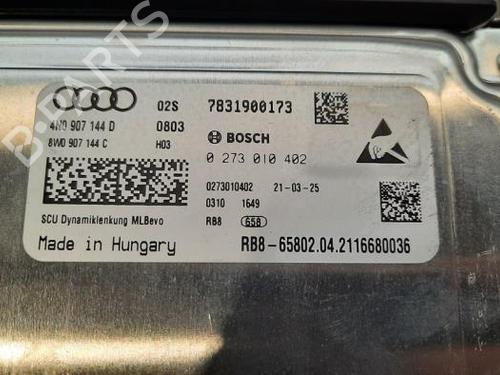 02S 7831900173
4N0 907 144 D 0803
8W0 907 144 C H03
BOSCH
0 273 010 402
0273010402 21-03-25
0310 1649
SCU Dynamiklenkung MLBevo RB8 658
Made in Hungary RB8-65802.04.2116680036
B-PARTS